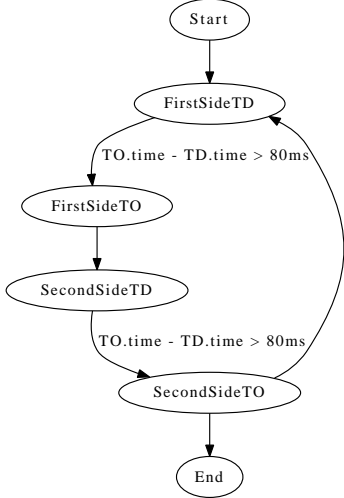 Start
FirstSideTD
TO.time - TD.time > 80ms
FirstSideTO
SecondSideTD
TO.time - TD.time > 80ms
SecondSideTO
End